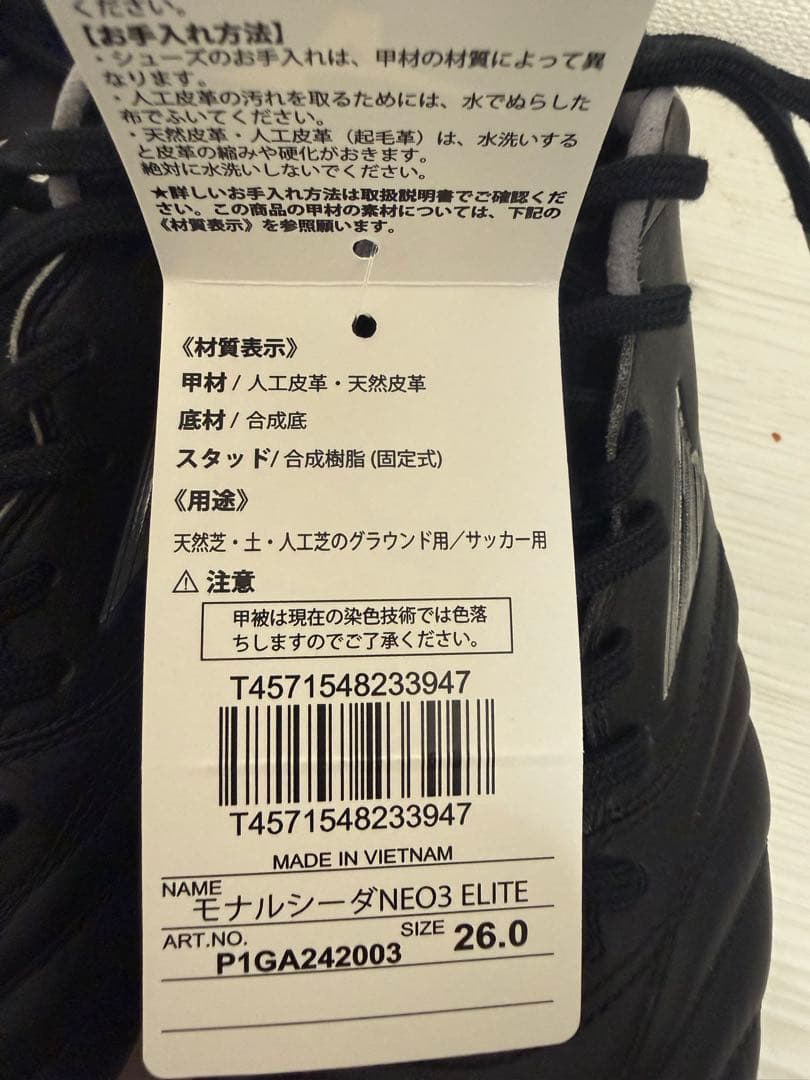 ください。
【お手入れ方法】
・シューズのお手入れは、甲材の材質によって異
なります。
・人工皮革の汚れを取るためには、水でぬらした
布でふいてください。
・天然皮革・人工皮革（起毛革）は、水洗いする
と皮革の縮みや硬化がおきます。
絶対に水洗いしないでください。
★詳しいお手入れ方法は取扱説明書でご確認くだ
さい。この商品の甲材の素材については、下記の
《材質表示》を参照願います。
《材質表示》
甲材 / 人工皮革・天然皮革
底材 / 合成底
スタッド/ 合成樹脂 (固定式)
《用途》
天然芝・土・人工芝のグラウンド用／サッカー用
⚠ 注意
甲被は現在の染色技術では色落
ちしますのでご了承ください。
T4571548233947
T4571548233947
MADE IN VIETNAM
NAME モナルシーダNEO3 ELITE
ART.NO. P1GA242003 SIZE 26.0